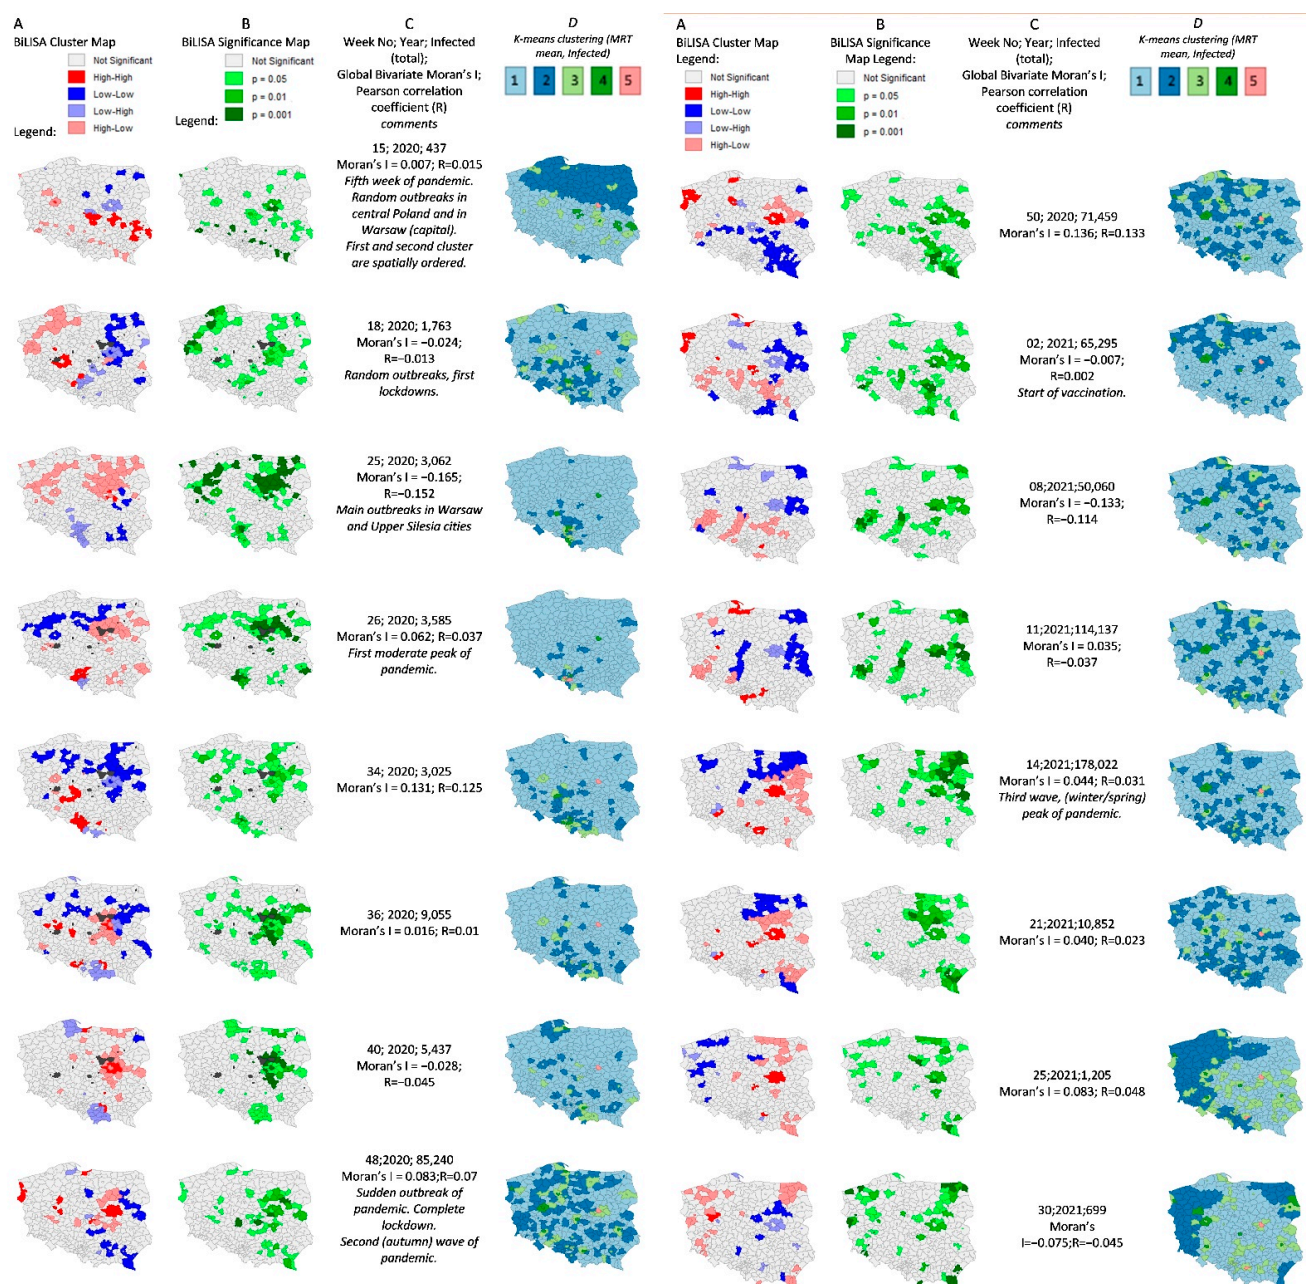 A
BiLISA Cluster Map
Not Significant
High-High
Low-Low
Low-High
High-Low
Legend:
B
BiLISA Significance Map
Not Significant
p = 0.05
p = 0.01
p = 0.001
Legend:
C
Week No; Year; Infected
(total);
Global Bivariate Moran's I;
Pearson correlation
coefficient (R)
comments
D
K-means clustering (MRT
mean, Infected)
1 2 3 4 5
15; 2020; 437
Moran's I = 0.007; R=0.015
Fifth week of pandemic.
Random outbreaks in
central Poland and in
Warsaw (capital).
First and second cluster
are spatially ordered.
18; 2020; 1,763
Moran's I = −0.024;
R=−0.013
Random outbreaks, first
lockdowns.
25; 2020; 3,062
Moran's I = −0.165;
R=−0.152
Main outbreaks in Warsaw
and Upper Silesia cities
26; 2020; 3,585
Moran's I = 0.062; R=0.037
First moderate peak of
pandemic.
34; 2020; 3,025
Moran's I = 0.131; R=0.125
36; 2020; 9,055
Moran's I = 0.016; R=0.01
40; 2020; 5,437
Moran's I = −0.028;
R=−0.045
48;2020; 85,240
Moran's I = 0.083;R=0.07
Sudden outbreak of
pandemic. Complete
lockdown.
Second (autumn) wave of
pandemic.
A
BiLISA Cluster Map
Legend:
Not Significant
High-High
Low-Low
Low-High
High-Low
B
BiLISA Significance
Map Legend:
Not Significant
p = 0.05
p = 0.01
p = 0.001
C
Week No; Year; Infected
(total);
Global Bivariate Moran's I;
Pearson correlation
coefficient (R)
comments
D
K-means clustering (MRT
mean, Infected)
1 2 3 4 5
50; 2020; 71,459
Moran's I = 0.136; R=0.133
02; 2021; 65,295
Moran's I = −0.007;
R=0.002
Start of vaccination.
08;2021;50,060
Moran's I = −0.133;
R=−0.114
11;2021;114,137
Moran's I = 0.035;
R=−0.037
14;2021;178,022
Moran's I = 0.044; R=0.031
Third wave, (winter/spring)
peak of pandemic.
21;2021;10,852
Moran's I = 0.040; R=0.023
25;2021;1,205
Moran's I = 0.083; R=0.048
30;2021;699
Moran's
I=−0.075;R=−0.045